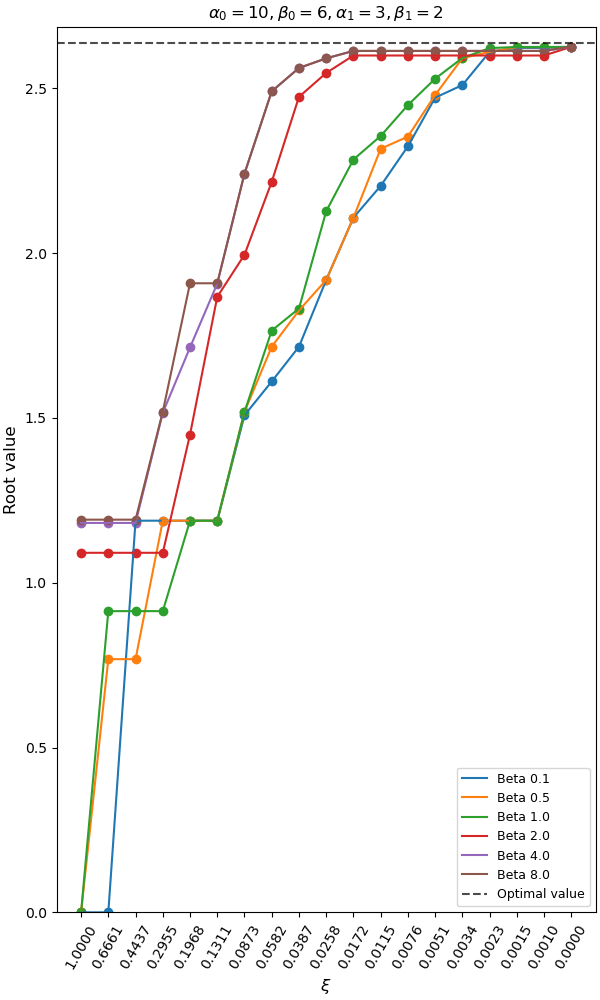 α₀ = 10, β₀ = 6, α₁ = 3, β₁ = 2
Root value
2.5
2.0
1.5
1.0
0.5
0.0
Beta 0.1
Beta 0.5
Beta 1.0
Beta 2.0
Beta 4.0
Beta 8.0
Optimal value
1.0000 0.6661 0.4437 0.2955 0.1968 0.1311 0.0873 0.0582 0.0387 0.0258 0.0172 0.0115 0.0076 0.0051 0.0034 0.0023 0.0015 0.0010 0.0000
ξ